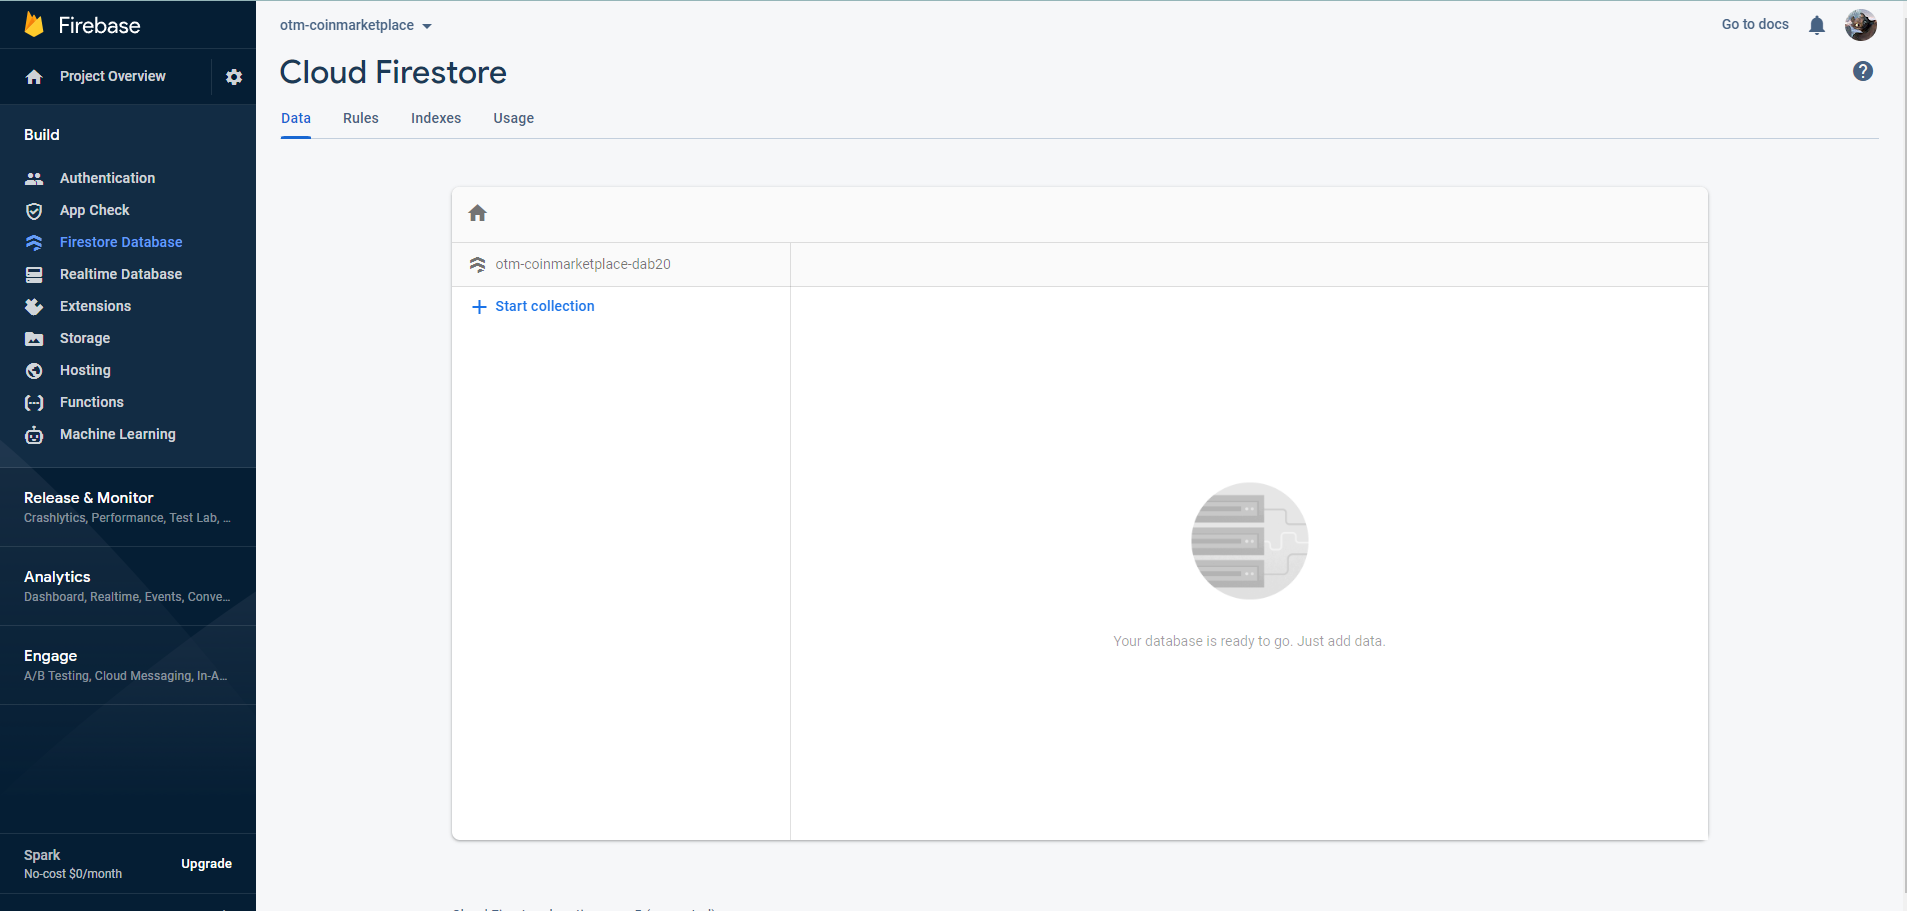 Firebase
otm-coinmarketplace
Go to docs
Project Overview
Cloud Firestore
Data
Rules
Indexes
Usage
Build
Authentication
App Check
Firestore Database
Realtime Database
Extensions
Storage
Hosting
Functions
Machine Learning
otm-coinmarketplace-dab20
Start collection
Your database is ready to go. Just add data.
Release & Monitor
Crashlytics, Performance, Test Lab, ...
Analytics
Dashboard, Realtime, Events, Conve...
Engage
A/B Testing, Cloud Messaging, In-A...
Spark
No-cost $0/month
Upgrade